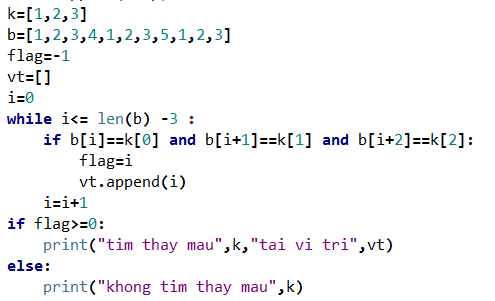 k=[1,2,3]
b=[1,2,3,4,1,2,3,5,1,2,3]
flag=-1
vt=[]
i=0
while i<= len(b) -3 :
    if b[i]==k[0] and b[i+1]==k[1] and b[i+2]==k[2]:
        flag=i
        vt.append(i)
    i=i+1
if flag>=0:
    print("tim thay mau",k,"tai vi tri",vt)
else:
    print("khong tim thay mau",k)